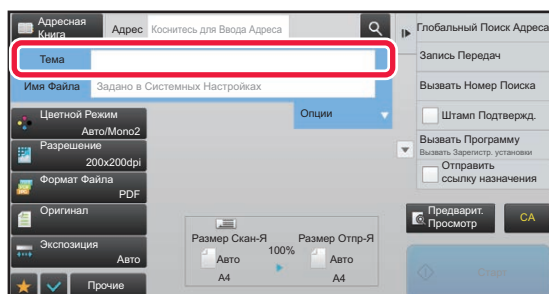 Адресная
Книга
Адрес
Коснитесь для Ввода Адреса
Тема
Имя Файла
Задано в Системных Настройках
Опции
Цветной Режим
Авто/Mono2
Разрешение
200x200dpi
Формат Файла
PDF
Оригинал
Экспозиция
Авто
Прочие
Размер Скан-Я
Авто
A4
100%
Размер Отпр-Я
Авто
A4
Глобальный Поиск Адреса
Запись Передач
Вызвать Номер Поиска
Штамп Подтвержд.
Вызвать Программу
Вызвать Зарегистр. установки
Отправить
ссылку назначения
Предварит.
Просмотр
CA
Старт